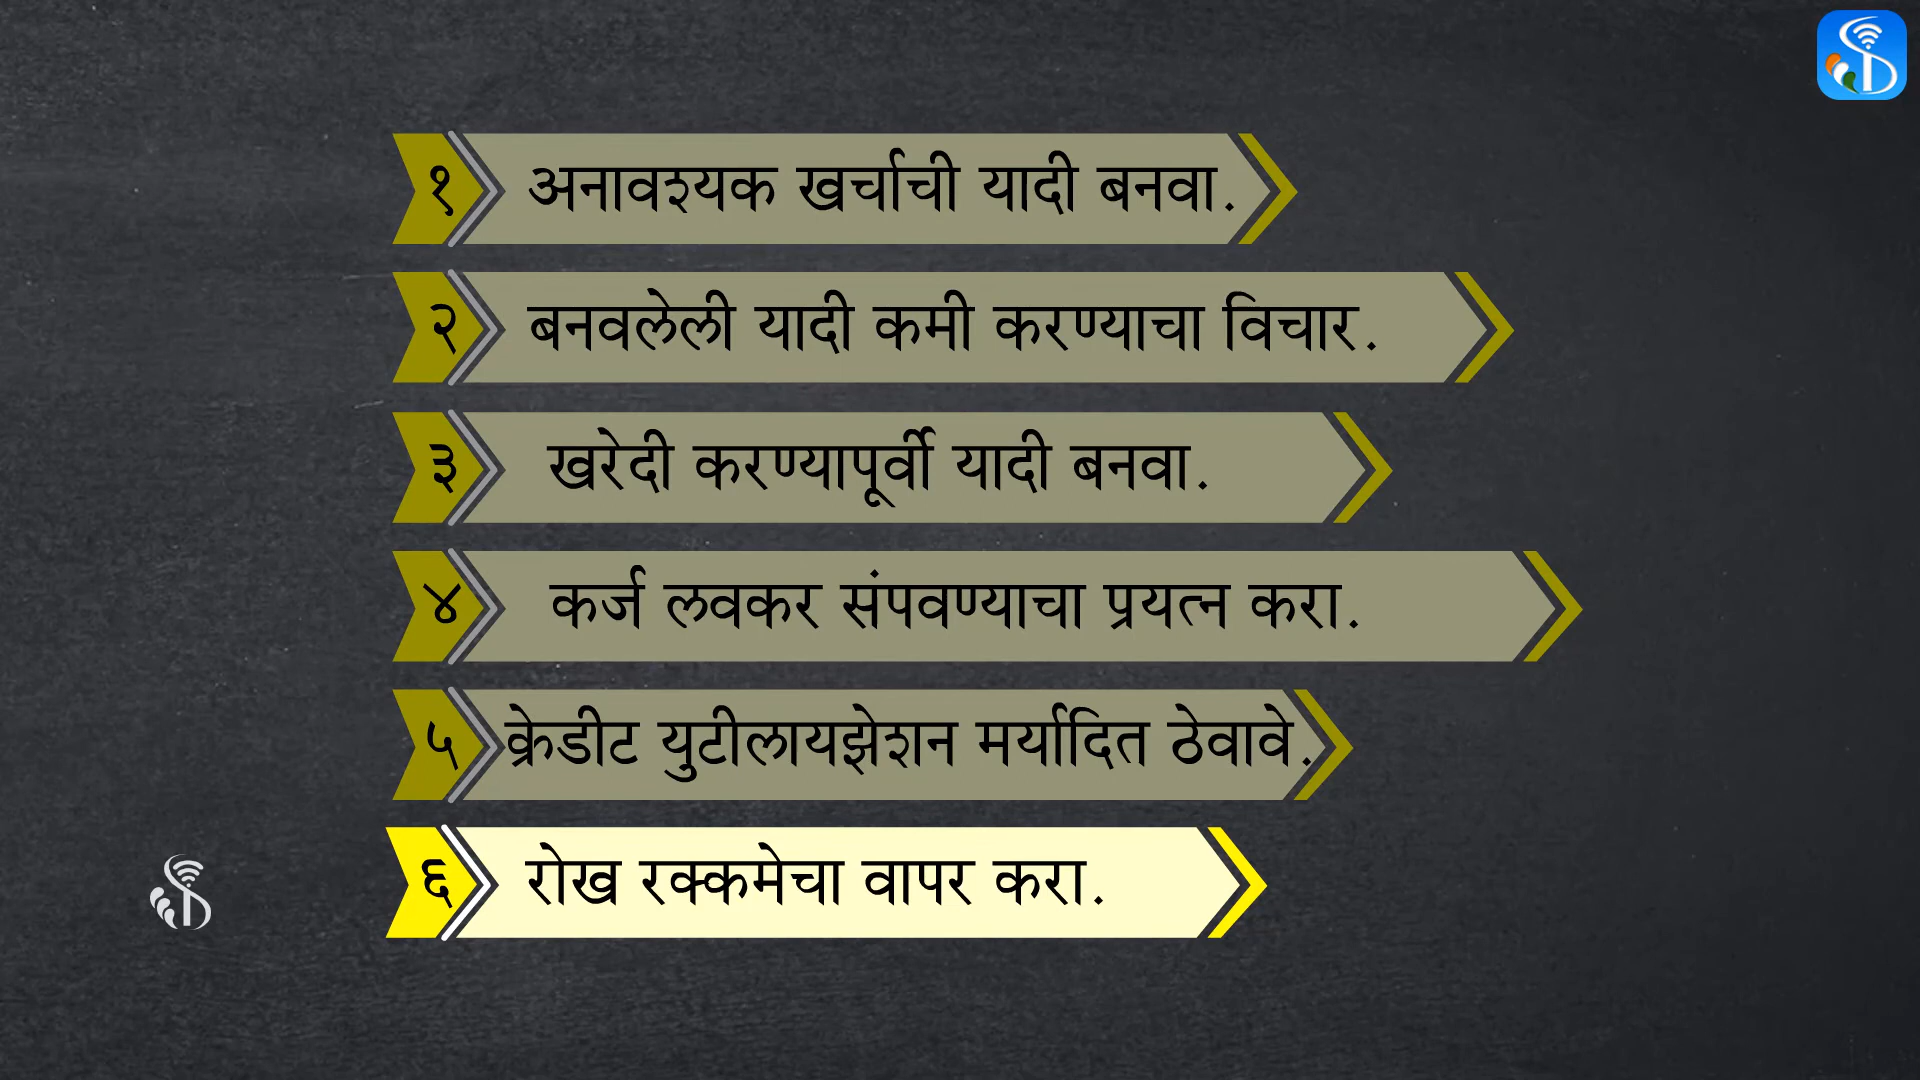 १ अनावश्यक खर्चाची यादी बनवा.
२ बनवलेली यादी कमी करण्याचा विचार.
३ खरेदी करण्यापूर्वी यादी बनवा.
४ कर्ज लवकर संपवण्याचा प्रयत्न करा.
५ क्रेडीट युटीलायझेशन मर्यादित ठेवावे.
६ रोख रक्कमेचा वापर करा.